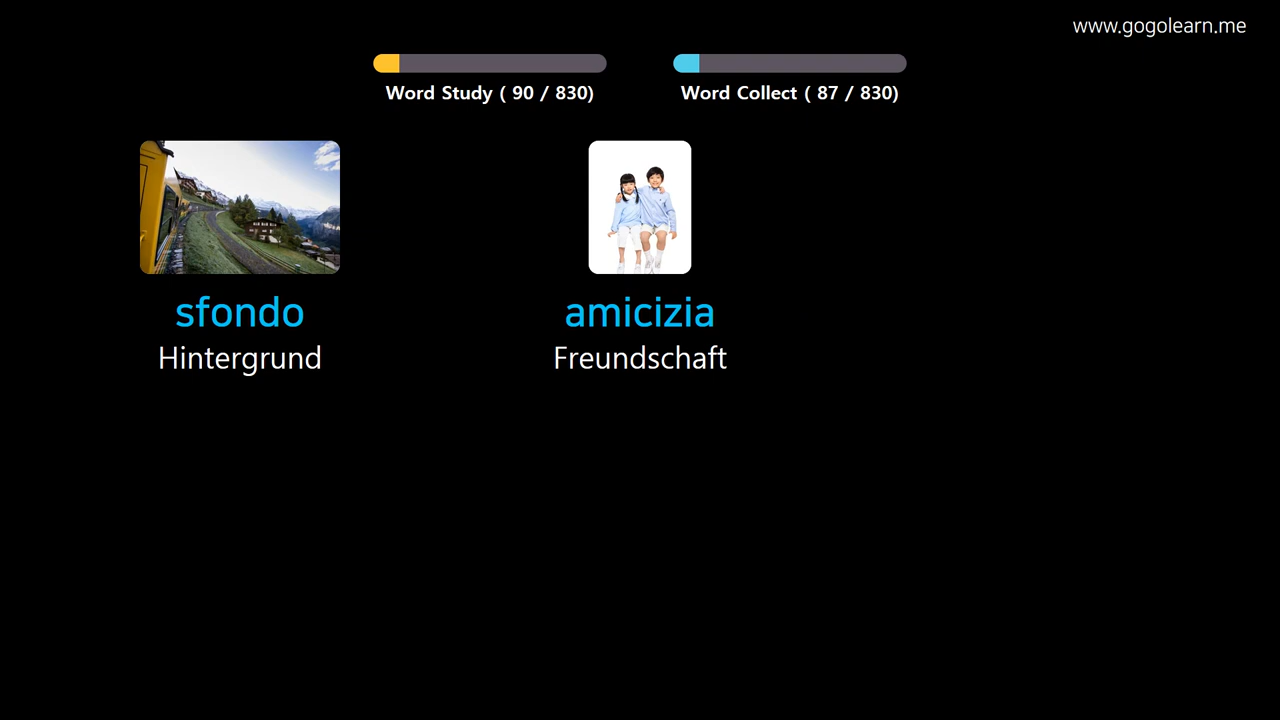 www.gogolearn.me
Word Study ( 90 / 830)
Word Collect ( 87 / 830)
sfondo
Hintergrund
amicizia
Freundschaft